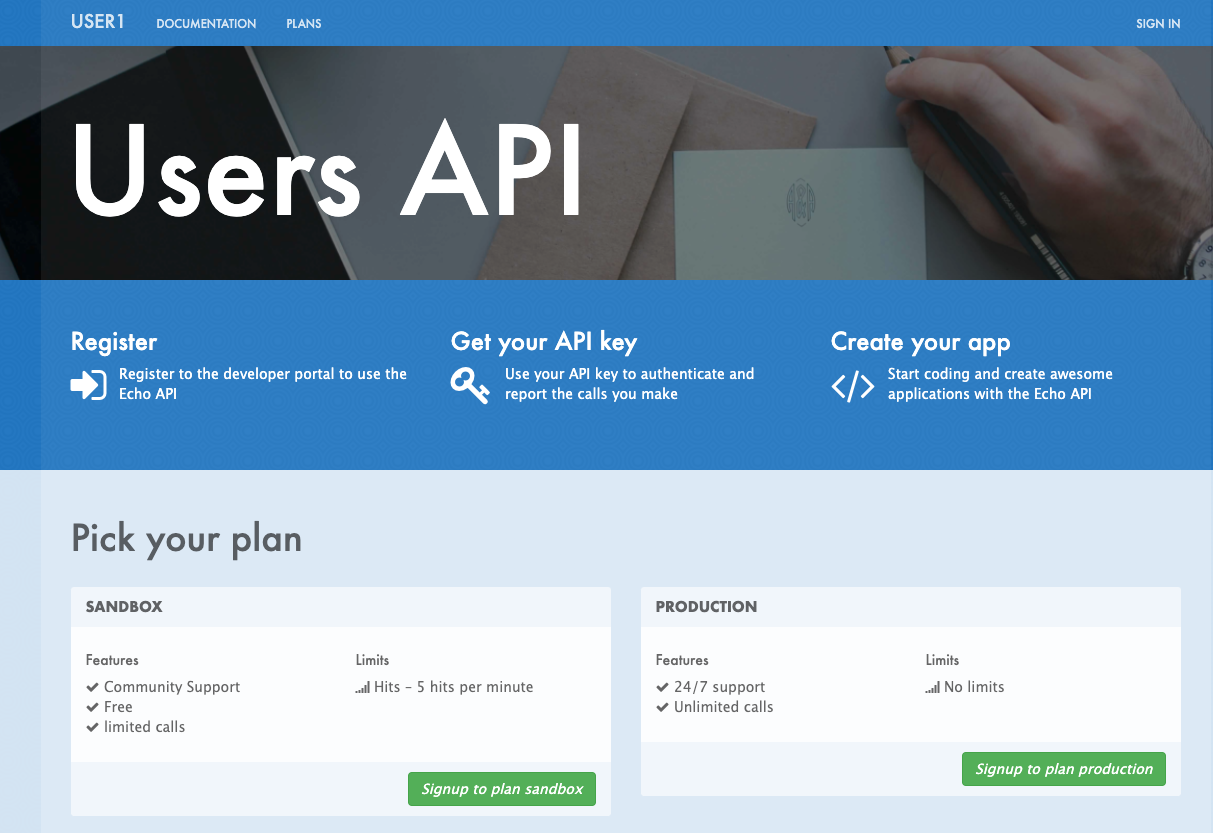 USER1 DOCUMENTATION PLANS SIGN IN
Users API
Register
Register to the developer portal to use the
Echo API
Get your API key
Use your API key to authenticate and
report the calls you make
Create your app
Start coding and create awesome
applications with the Echo API
Pick your plan
SANDBOX
Features
Community Support
Free
limited calls
Limits
Hits – 5 hits per minute
Signup to plan sandbox
PRODUCTION
Features
24/7 support
Unlimited calls
Limits
No limits
Signup to plan production